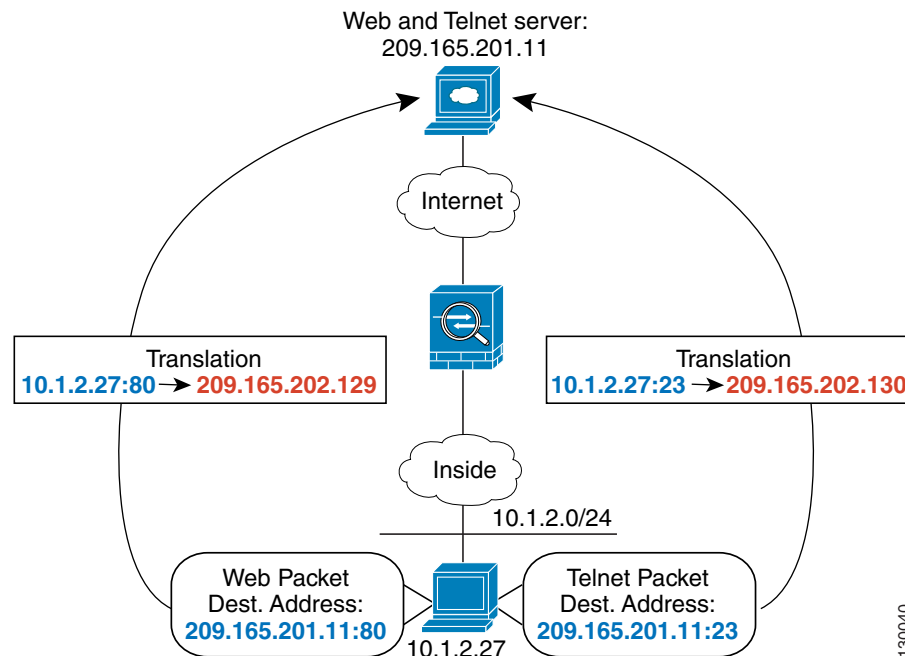 Web and Telnet server:
209.165.201.11
Internet
Translation
10.1.2.27:80 → 209.165.202.129
Translation
10.1.2.27:23 → 209.165.202.130
Inside
10.1.2.0/24
Web Packet
Dest. Address:
209.165.201.11:80
Telnet Packet
Dest. Address:
209.165.201.11:23
10.1.2.27
130040